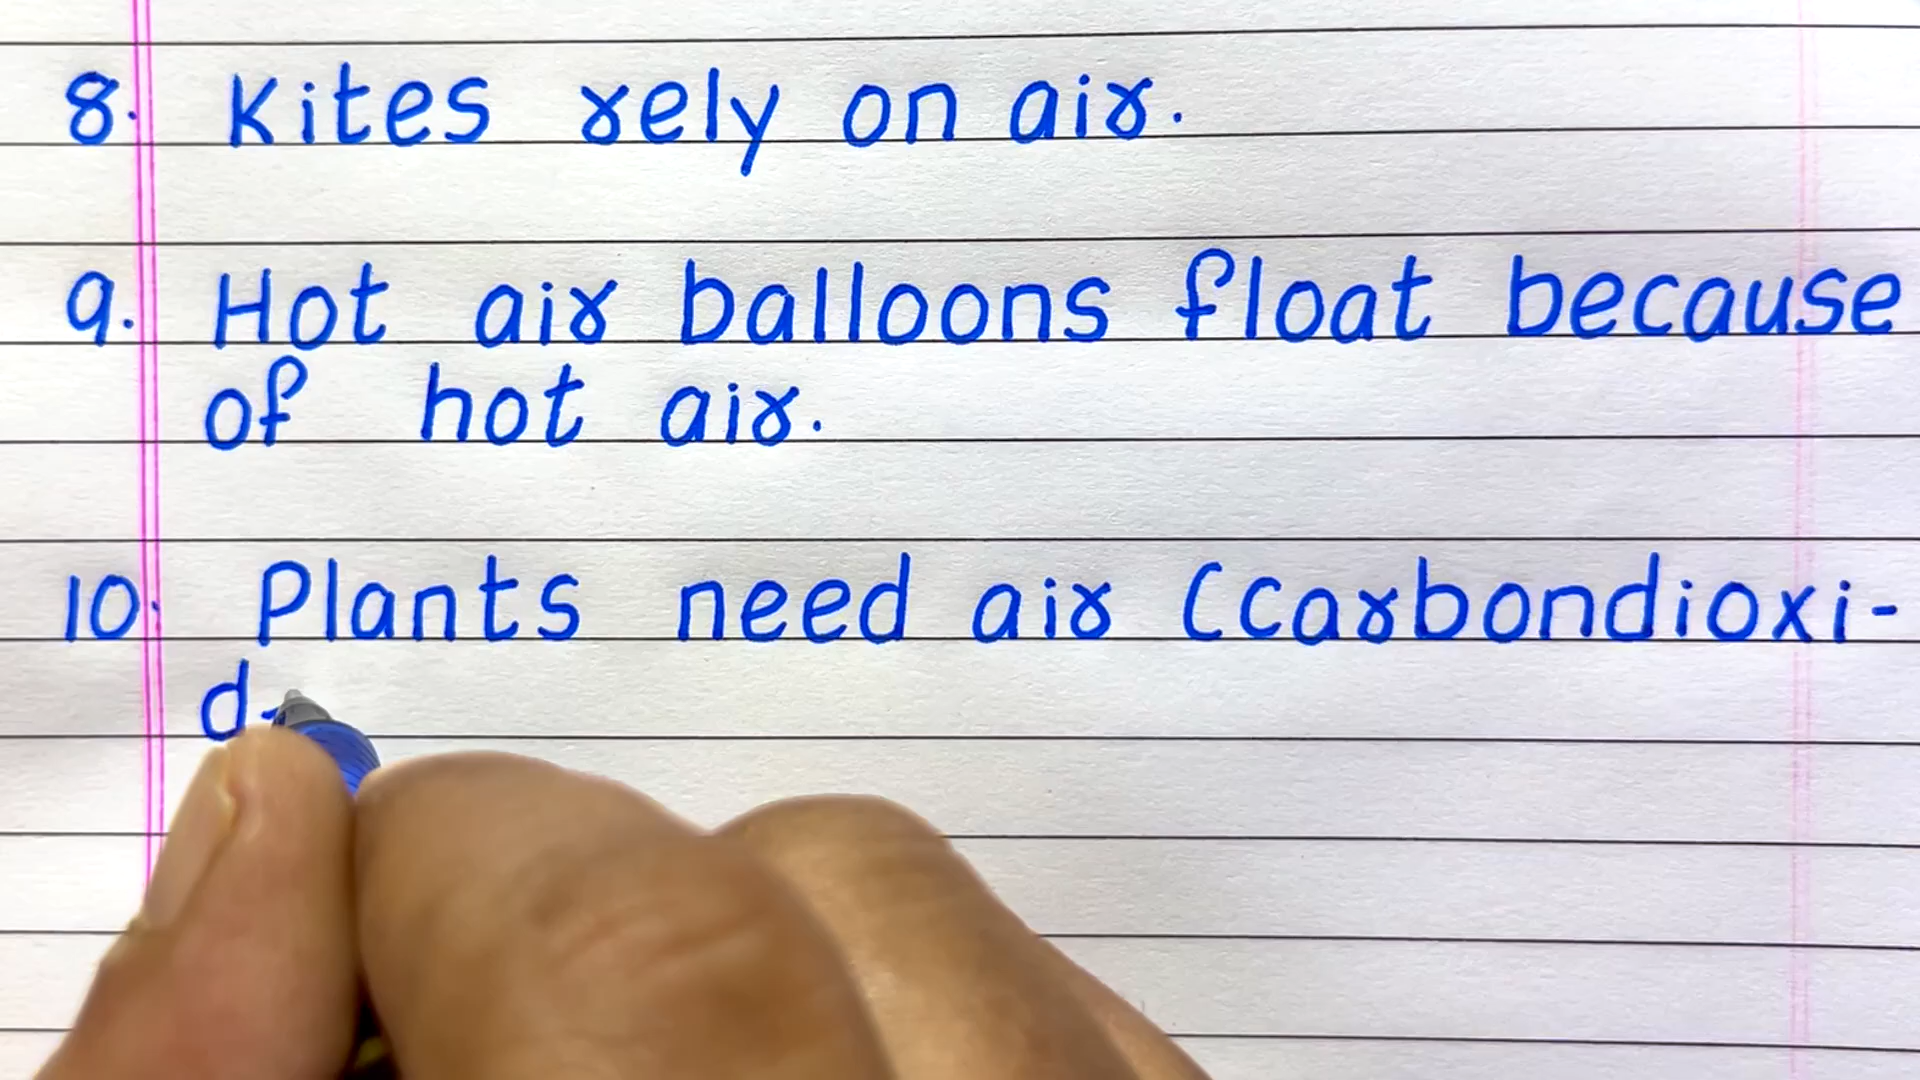 8. Kites rely on air.
9. Hot air balloons float because
of hot air.
10. Plants need air (carbondioxi-
d